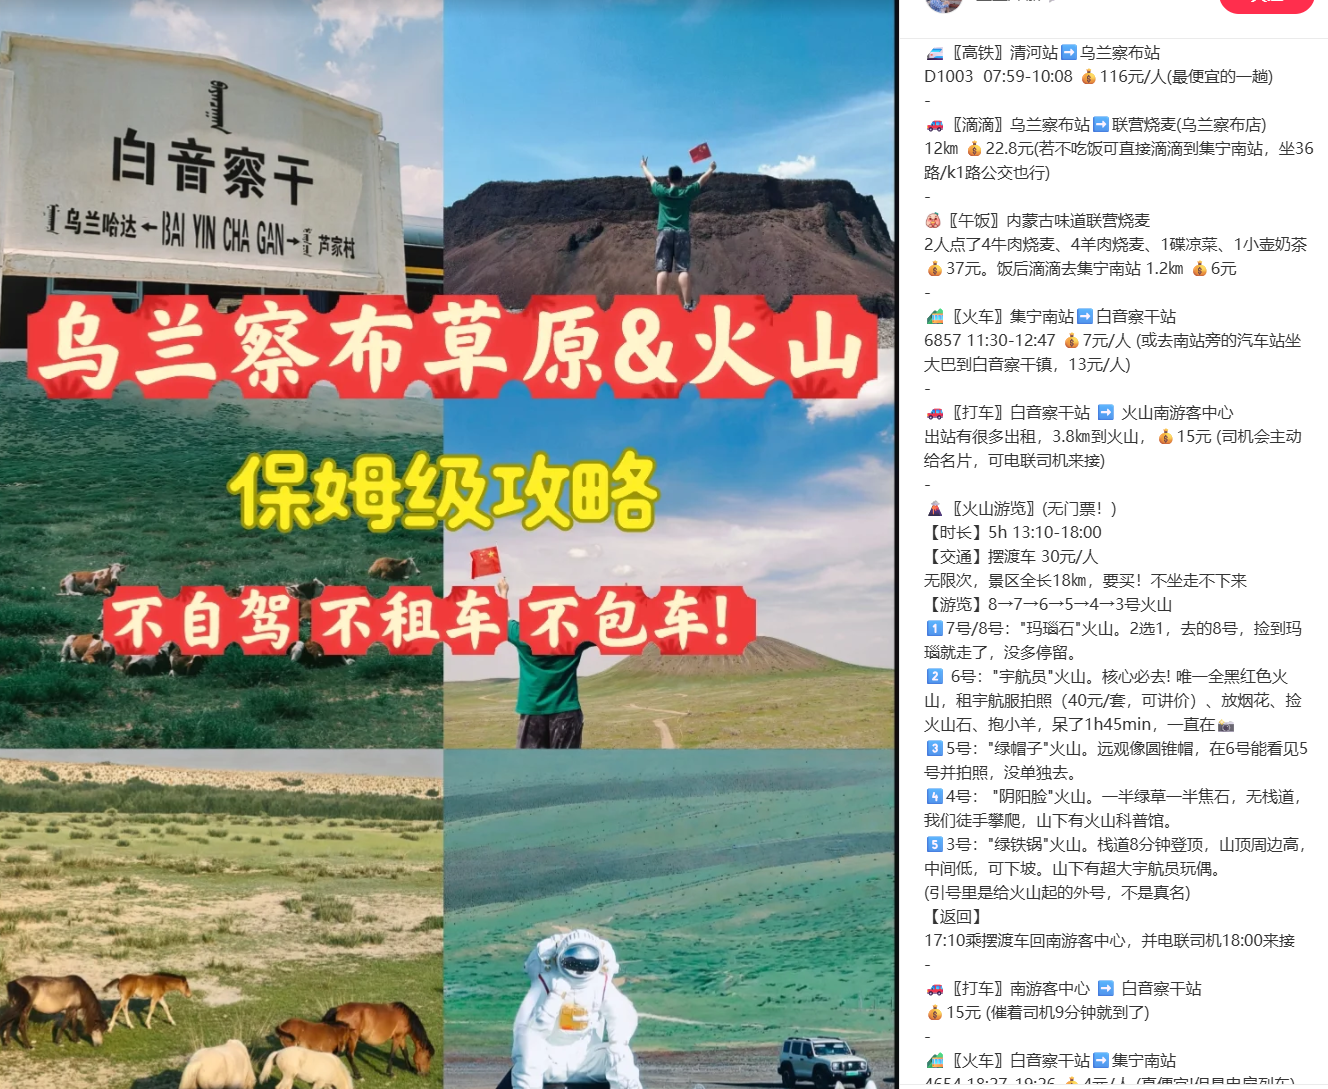 白音察干
乌兰哈达←BAI YIN CHA GAN→芦家村
乌兰察布草原&火山
保姆级攻略
不自驾 不租车 不包车!
🚄〖高铁〗清河站➡️乌兰察布站
D1003 07:59-10:08 💰116元/人(最便宜的一趟)
-
🚗〖滴滴〗乌兰察布站➡️联营烧麦(乌兰察布店)
12㎞ 💰22.8元(若不吃饭可直接滴滴到集宁南站，坐36
路/k1路公交也行)
-
〖午饭〗内蒙古味道联营烧麦
2人点了4牛肉烧麦、4羊肉烧麦、1碟凉菜、1小壶奶茶
💰37元。饭后滴滴去集宁南站 1.2㎞ 💰6元
-
〖火车〗集宁南站➡️白音察干站
6857 11:30-12:47 💰7元/人 (或去南站旁的汽车站坐
大巴到白音察干镇，13元/人)
-
🚗〖打车〗白音察干站 ➡️ 火山南游客中心
出站有很多出租，3.8㎞到火山，💰15元 (司机会主动
给名片，可电联司机来接)
-
🌋〖火山游览〗(无门票！)
【时长】5h 13:10-18:00
【交通】摆渡车 30元/人
无限次，景区全长18㎞，要买！不坐走不下来
【游览】8→7→6→5→4→3号火山
1️⃣7号/8号："玛瑙石"火山。2选1，去的8号，捡到玛
瑙就走了，没多停留。
2️⃣ 6号："宇航员"火山。核心必去! 唯一全黑红色火
山，租宇航服拍照（40元/套，可讲价）、放烟花、捡
火山石、抱小羊，呆了1h45min，一直在📷
3️⃣5号："绿帽子"火山。远观像圆锥帽，在6号能看见5
号并拍照，没单独去。
4️⃣4号： "阴阳脸"火山。一半绿草一半焦石，无栈道，
我们徒手攀爬，山下有火山科普馆。
5️⃣3号："绿铁锅"火山。栈道8分钟登顶，山顶周边高，
中间低，可下坡。山下有超大宇航员玩偶。
(引号里是给火山起的外号，不是真名)
【返回】
17:10乘摆渡车回南游客中心，并电联司机18:00来接
-
🚗〖打车〗南游客中心 ➡️ 白音察干站
💰15元 (催着司机9分钟就到了)
-
〖火车〗白音察干站➡️集宁南站
4654 18:27-19:26 💰4元/人(真便宜!但是中启列车)